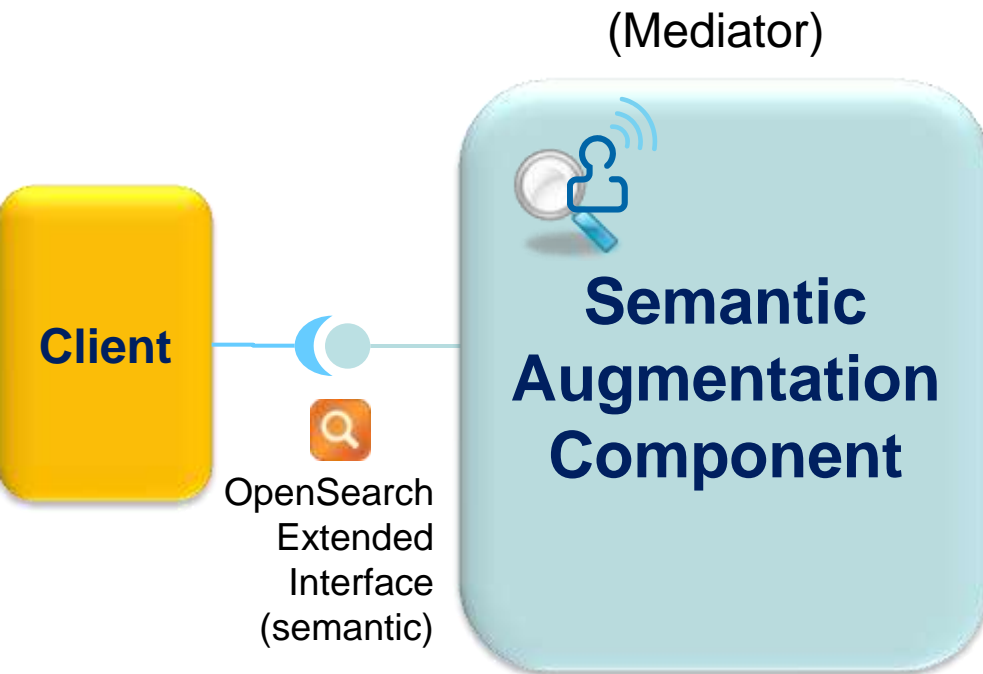 (Mediator)
Client
Semantic
Augmentation
Component
OpenSearch
Extended
Interface
(semantic)